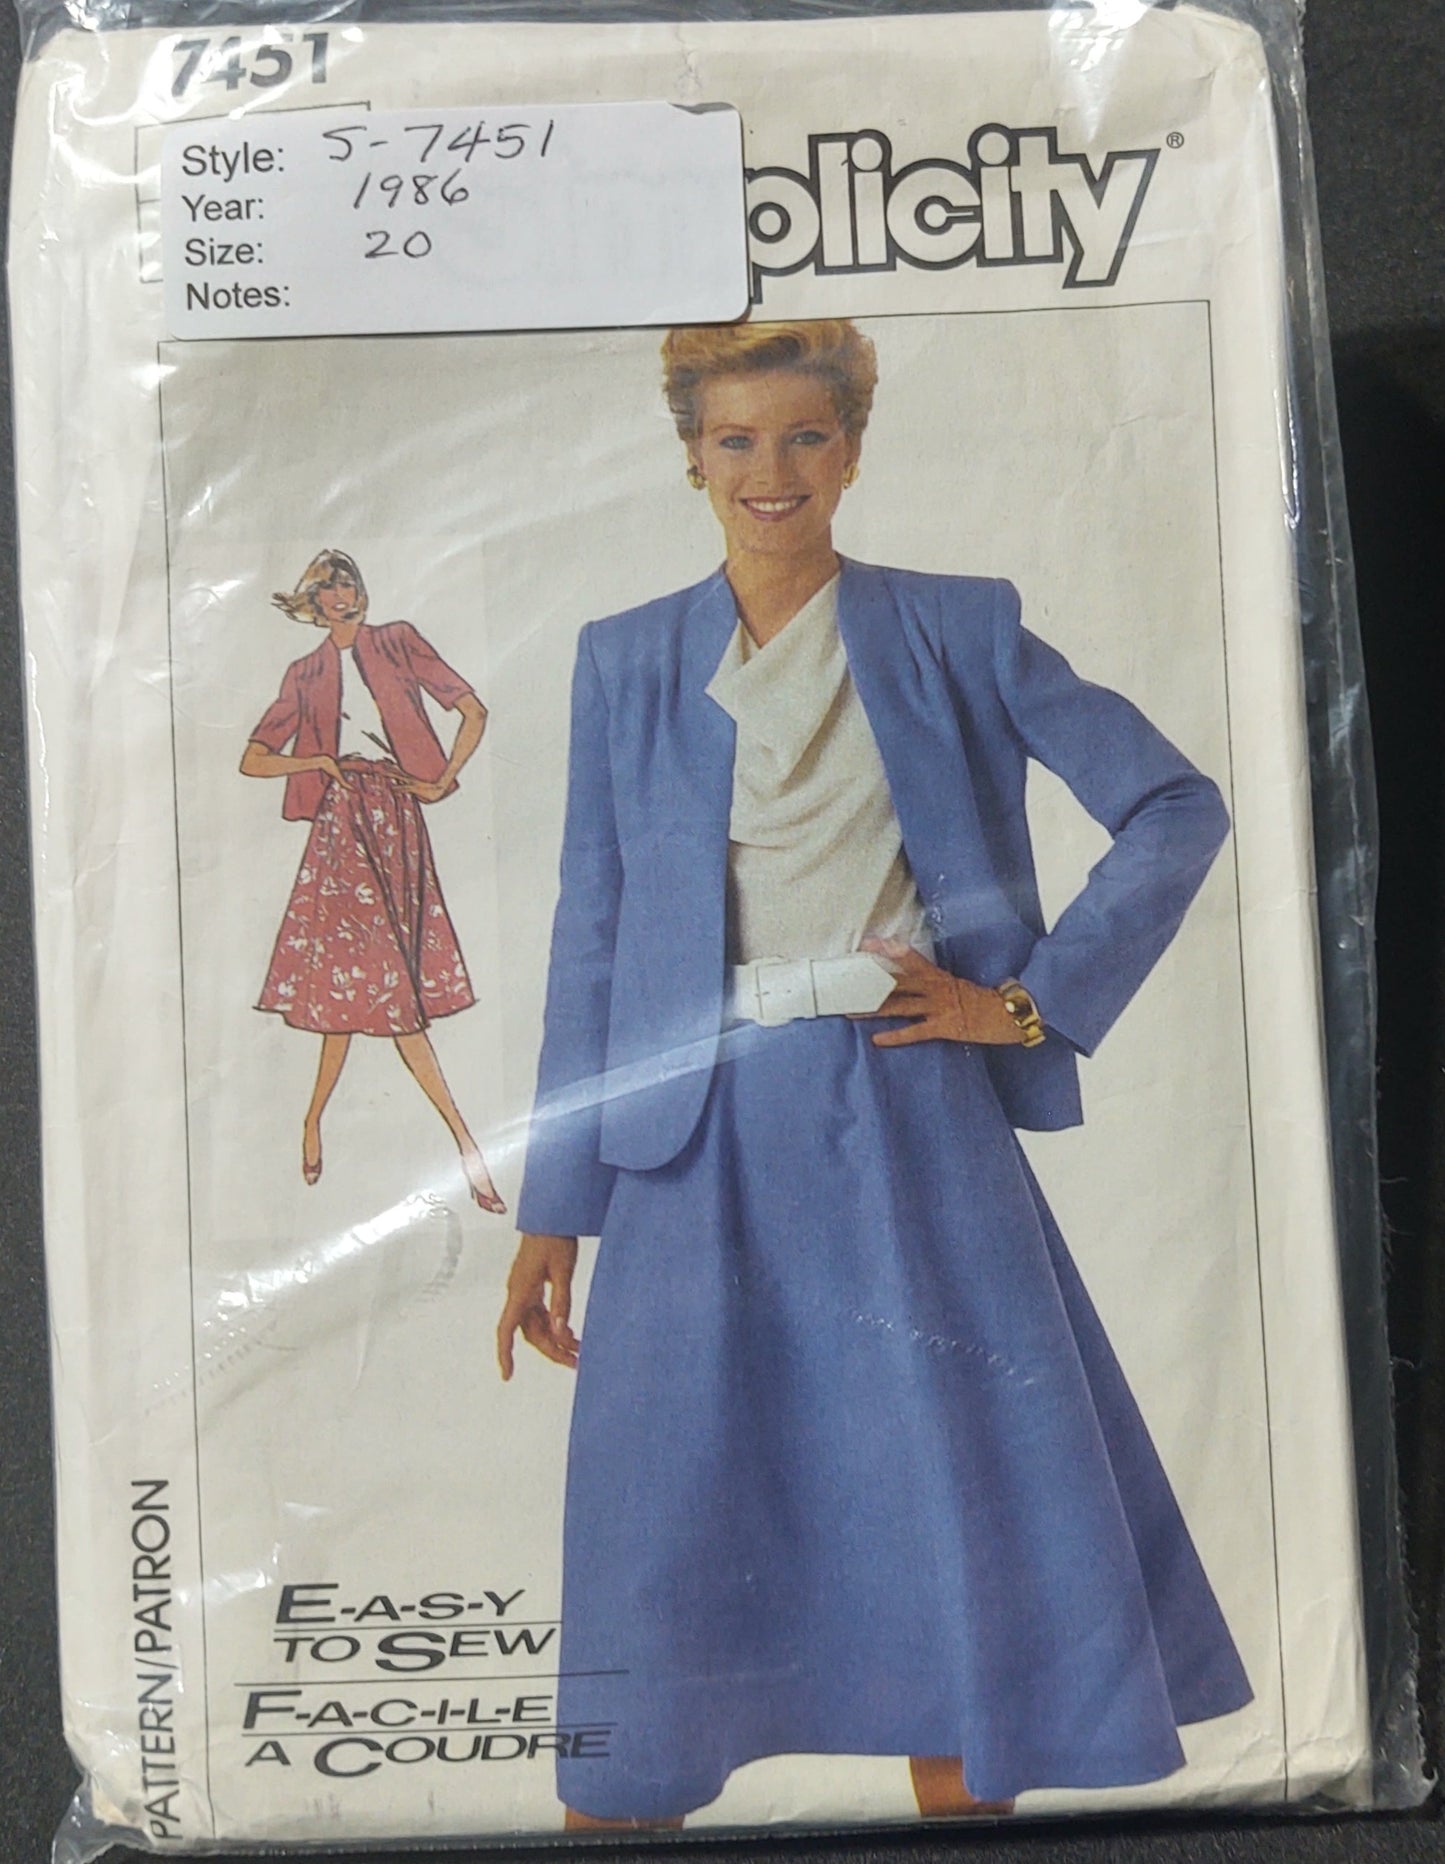 7451
Style: S-7451
Year: 1986
Size: 20
Notes:
plicity®
E-A-S-Y
TO SEW
F-A-C-I-L-E
A COUDRE
PATTERN/PATRON